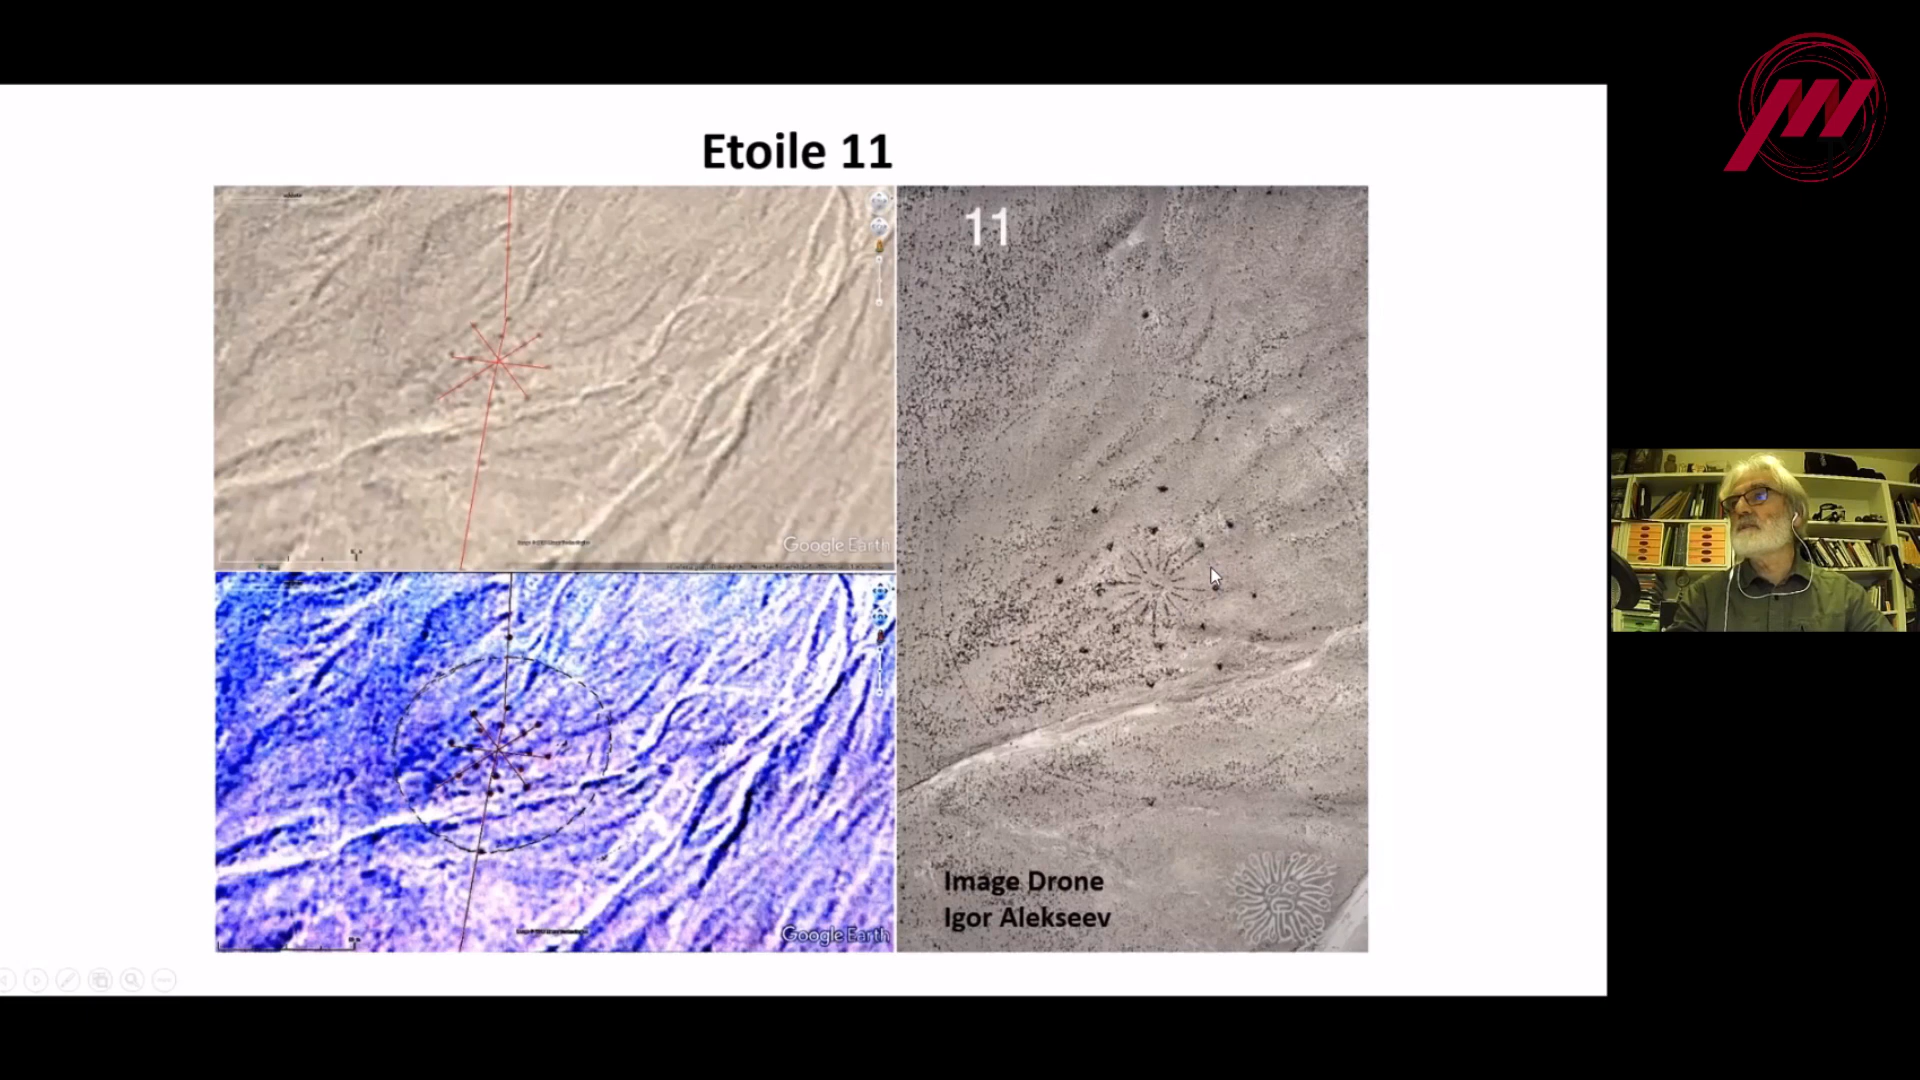 Etoile 11
11
Google Earth
Google Earth
Image Drone
Igor Alekseev